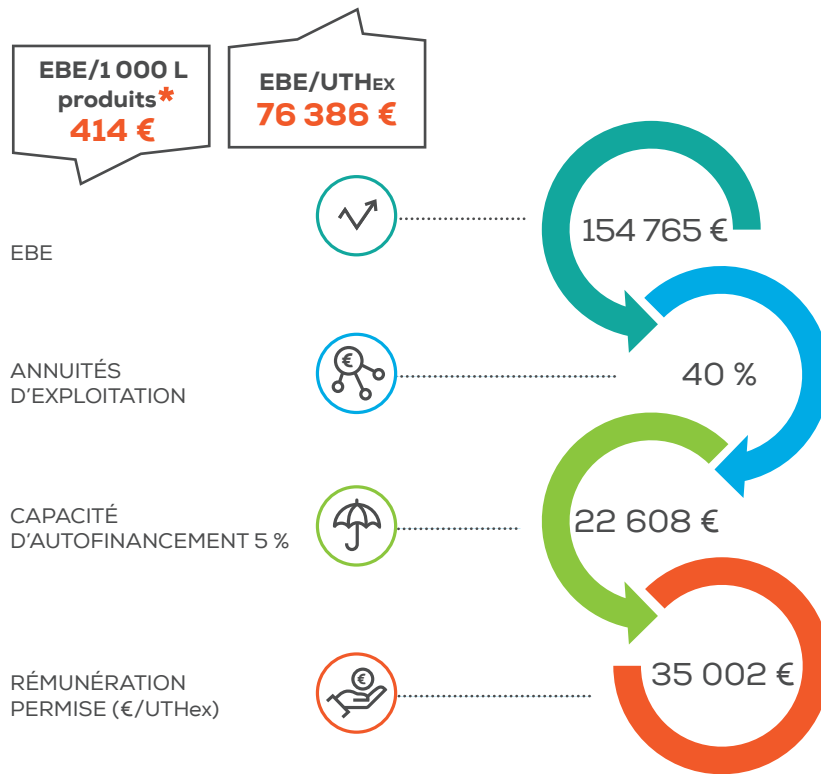 EBE/1 000 L
produits*
414 €
EBE/UTHEX
76 386 €
EBE
154 765 €
ANNUITÉS
D'EXPLOITATION
€
40 %
CAPACITÉ
D'AUTOFINANCEMENT 5 %
22 608 €
RÉMUNÉRATION
PERMISE (€/UTHex)
€
35 002 €